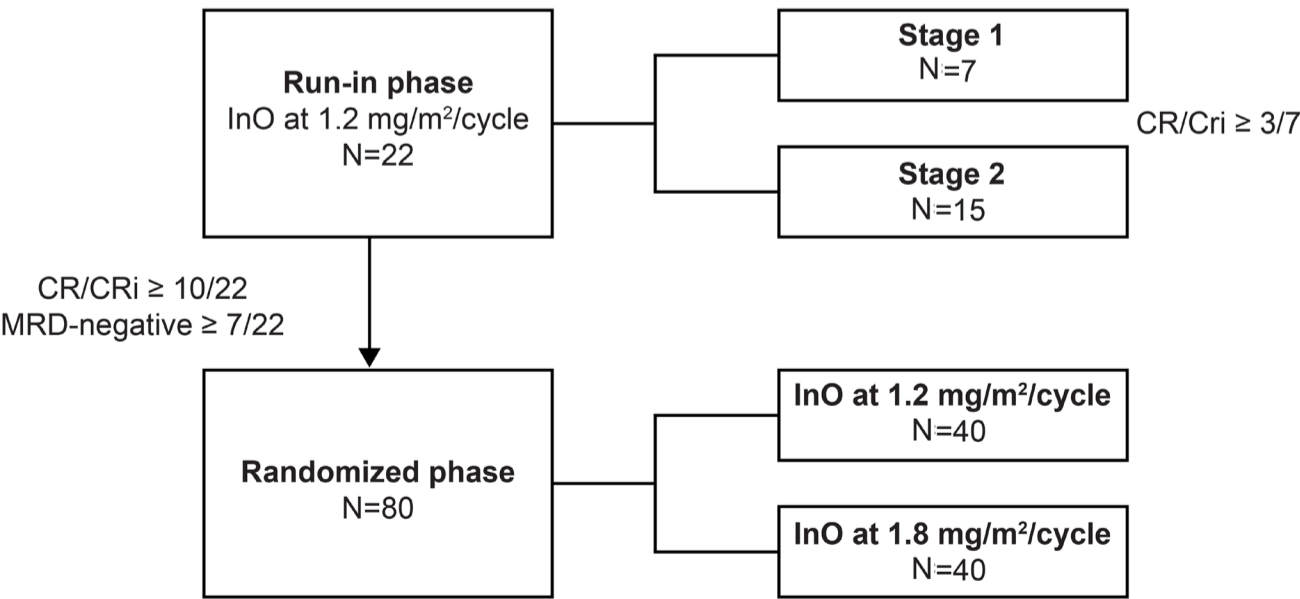 Run-in phase
InO at 1.2 mg/m²/cycle
N=22
Stage 1
N=7
CR/Cri ≥ 3/7
Stage 2
N=15
CR/CRi ≥ 10/22
MRD-negative ≥ 7/22
Randomized phase
N=80
InO at 1.2 mg/m²/cycle
N=40
InO at 1.8 mg/m²/cycle
N=40